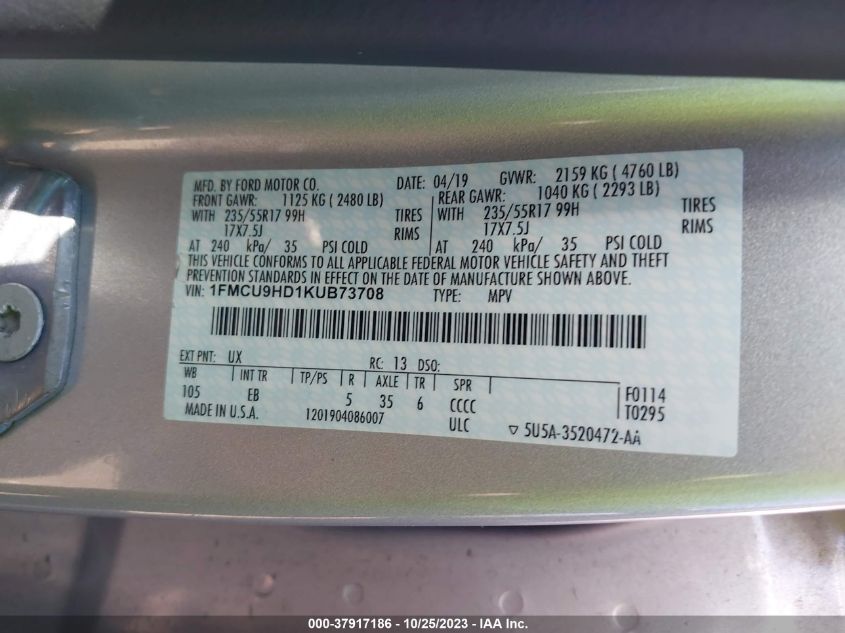 MFD. BY FORD MOTOR CO. DATE: 04/19 GVWR: 2159 KG ( 4760 LB)
FRONT GAWR: 1125 KG ( 2480 LB) REAR GAWR: 1040 KG ( 2293 LB)
WITH 235/55R17 99H TIRES WITH 235/55R17 99H TIRES
17X7.5J RIMS 17X7.5J RIMS
AT 240 kPa/ 35 PSI COLD AT 240 kPa/ 35 PSI COLD
THIS VEHICLE CONFORMS TO ALL APPLICABLE FEDERAL MOTOR VEHICLE SAFETY AND THEFT
PREVENTION STANDARDS IN EFFECT ON THE DATE OF MANUFACTURE SHOWN ABOVE.
VIN: 1FMCU9HD1KUB73708 TYPE: MPV
EXT PNT: UX RC: 13 DSO:
WB INT TR TP/PS R AXLE TR SPR
105 EB 5 35 6 CCCC F0114
MADE IN U.S.A. 1201904086007 ULC ▽ 5U5A-3520472-AA T0295
000-37917186 - 10/25/2023 - IAA Inc.